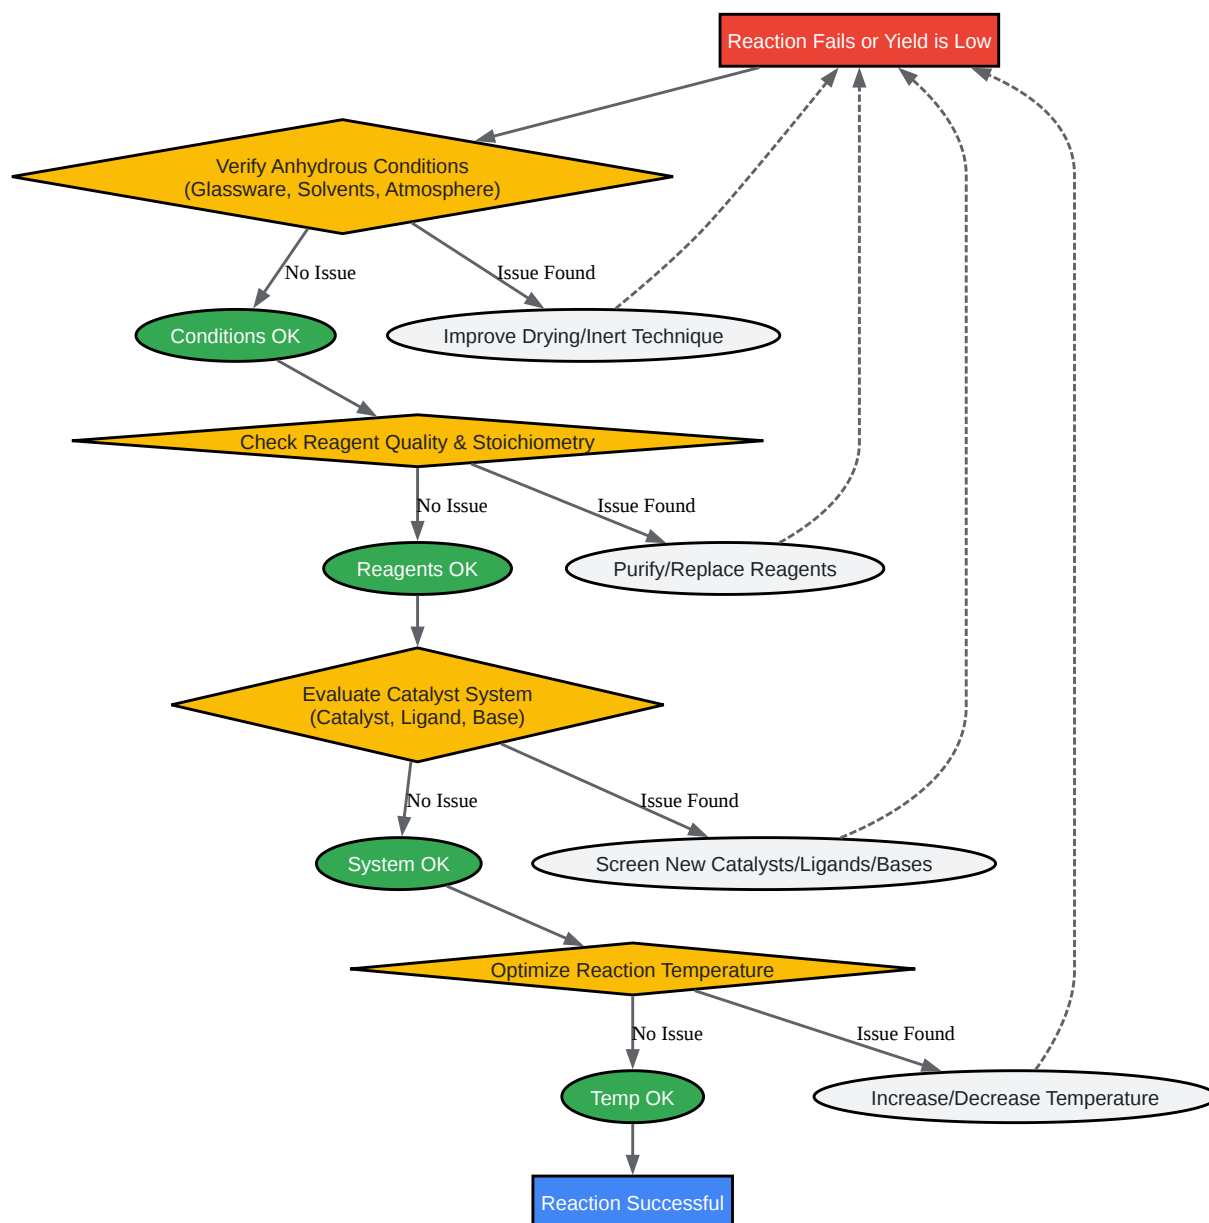 Reaction Fails or Yield is Low
Verify Anhydrous Conditions
(Glassware, Solvents, Atmosphere)
No Issue
Issue Found
Conditions OK
Improve Drying/Inert Technique
Check Reagent Quality & Stoichiometry
No Issue
Issue Found
Reagents OK
Purify/Replace Reagents
Evaluate Catalyst System
(Catalyst, Ligand, Base)
No Issue
Issue Found
System OK
Screen New Catalysts/Ligands/Bases
Optimize Reaction Temperature
No Issue
Issue Found
Temp OK
Increase/Decrease Temperature
Reaction Successful